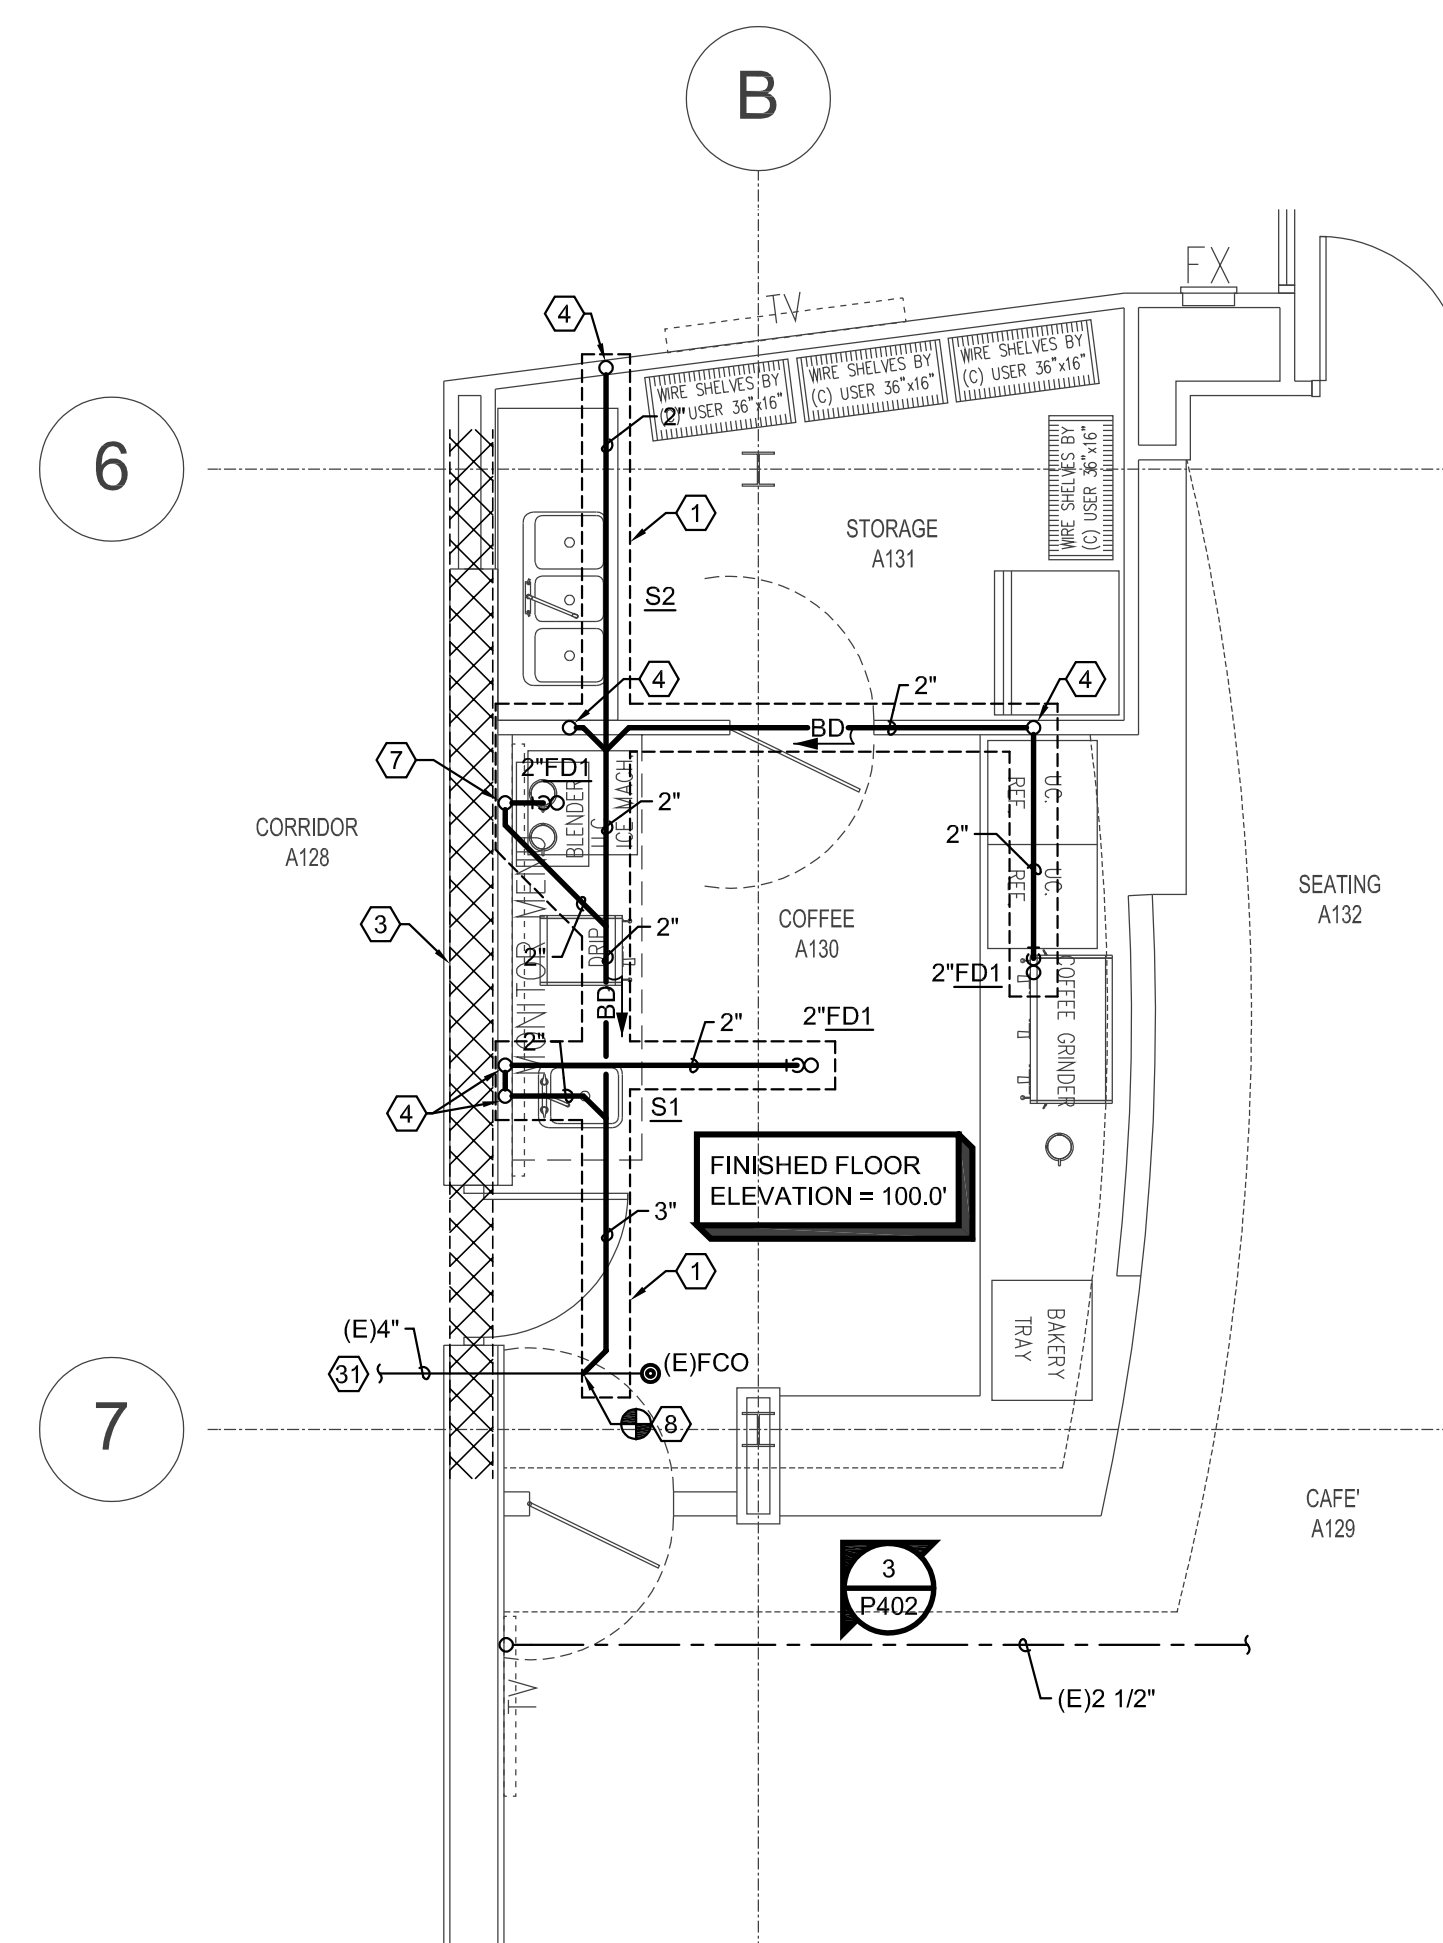 B
FX
TV
4
WIRE SHELVES BY
(C) USER 36"x16"
WIRE SHELVES BY
(C) USER 36"x16"
WIRE SHELVES BY
(C) USER 36"x16"
2"
6
WIRE SHELVES BY
(C) USER 36"x16"
1
STORAGE
A131
S2
4
2"
4
BD
7
2"FD1
BLENDER
U.C.
ICE MACH
2"
U.C.
REF.
CORRIDOR
A128
2"
U.C.
REF.
SEATING
A132
3
COFFEE
A130
2"
DRIP
2"
MONITOR MENU
2"FD1
BD
COFFEE GRINDER
2"
2"
2"FD1
4
S1
FINISHED FLOOR
ELEVATION = 100.0'
3"
1
(E)4"
BAKERY
TRAY
31
(E)FCO
8
7
CAFE'
A129
3
P402
TV
(E)2 1/2"